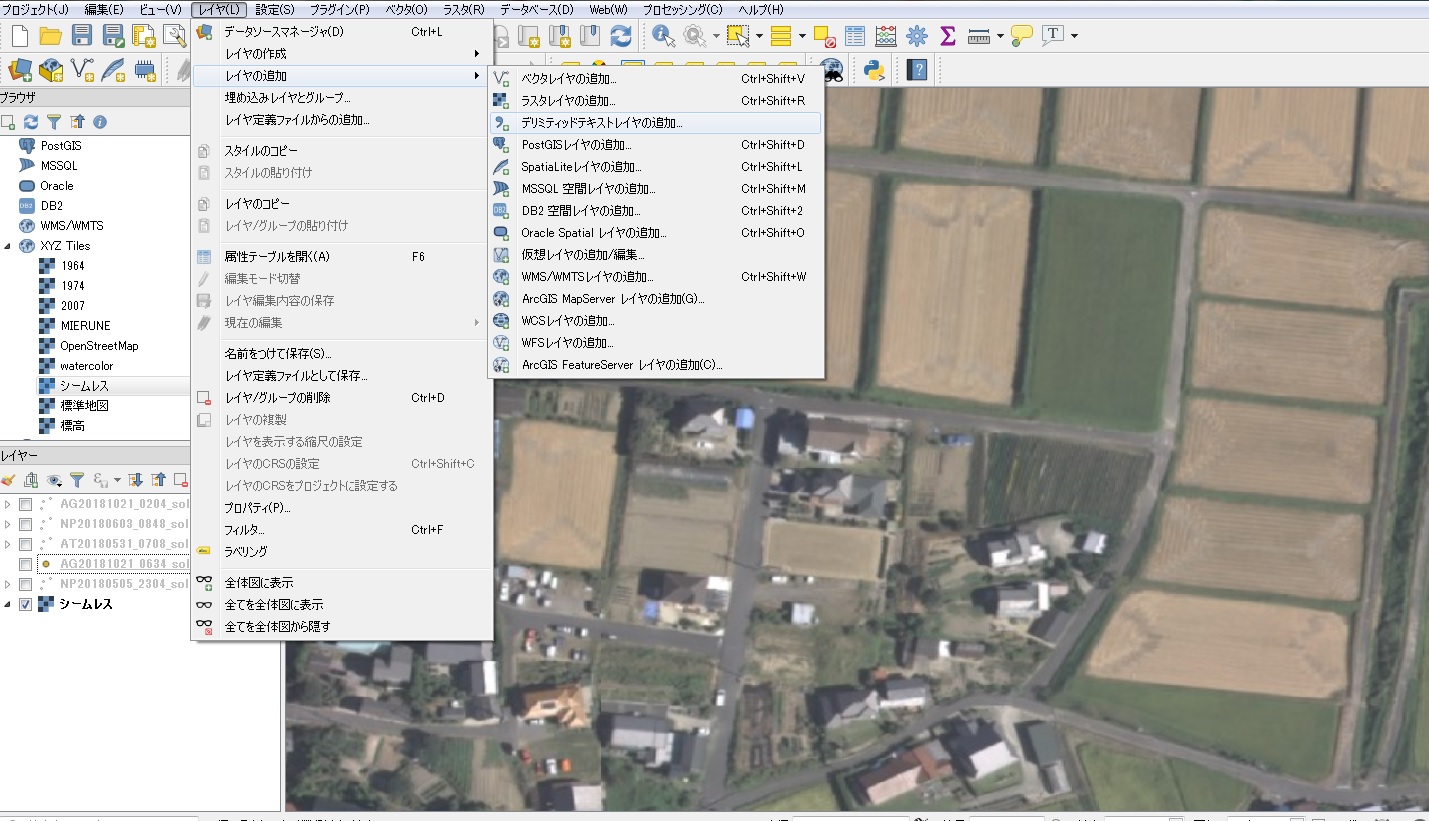 プロジェクト(J) 編集(E) ビュー(V) レイヤ(L) 設定(S) プラグイン(P) ベクタ(O) ラスタ(R) データベース(D) Web(W) プロセッシング(C) ヘルプ(H)
データソースマネージャ(D) Ctrl+L
レイヤの作成
レイヤの追加
埋め込みレイヤとグループ...
レイヤ定義ファイルからの追加...
スタイルのコピー
スタイルの貼り付け
レイヤのコピー
レイヤ/グループの貼り付け
属性テーブルを開く(A) F6
編集モード切替
レイヤ編集内容の保存
現在の編集
名前をつけて保存(S)...
レイヤ定義ファイルとして保存...
レイヤ/グループの削除 Ctrl+D
レイヤの複製
レイヤを表示する縮尺の設定
レイヤのCRSの設定 Ctrl+Shift+C
レイヤのCRSをプロジェクトに設定する
プロパティ(P)...
フィルタ... Ctrl+F
ラベリング
全体図に表示
全てを全体図に表示
全てを全体図から隠す
ベクタレイヤの追加... Ctrl+Shift+V
ラスタレイヤの追加... Ctrl+Shift+R
デリミティッドテキストレイヤの追加...
PostGISレイヤの追加... Ctrl+Shift+D
SpatiaLiteレイヤの追加... Ctrl+Shift+L
MSSQL 空間レイヤの追加... Ctrl+Shift+M
DB2 空間レイヤの追加... Ctrl+Shift+2
Oracle Spatial レイヤの追加... Ctrl+Shift+O
仮想レイヤの追加/編集...
WMS/WMTSレイヤの追加... Ctrl+Shift+W
ArcGIS MapServer レイヤの追加(G)...
WCSレイヤの追加...
WFSレイヤの追加...
ArcGIS FeatureServer レイヤの追加(C)...
ブラウザ
PostGIS
MSSQL
Oracle
DB2
WMS/WMTS
XYZ Tiles
1964
1974
2007
MIERUNE
OpenStreetMap
watercolor
シームレス
標準地図
標高
レイヤー
AG20181021_0204_sol
NP20180603_0848_sol
AT20180531_0708_sol
AG20181021_0634_sol
NP20180505_2304_sol
シームレス